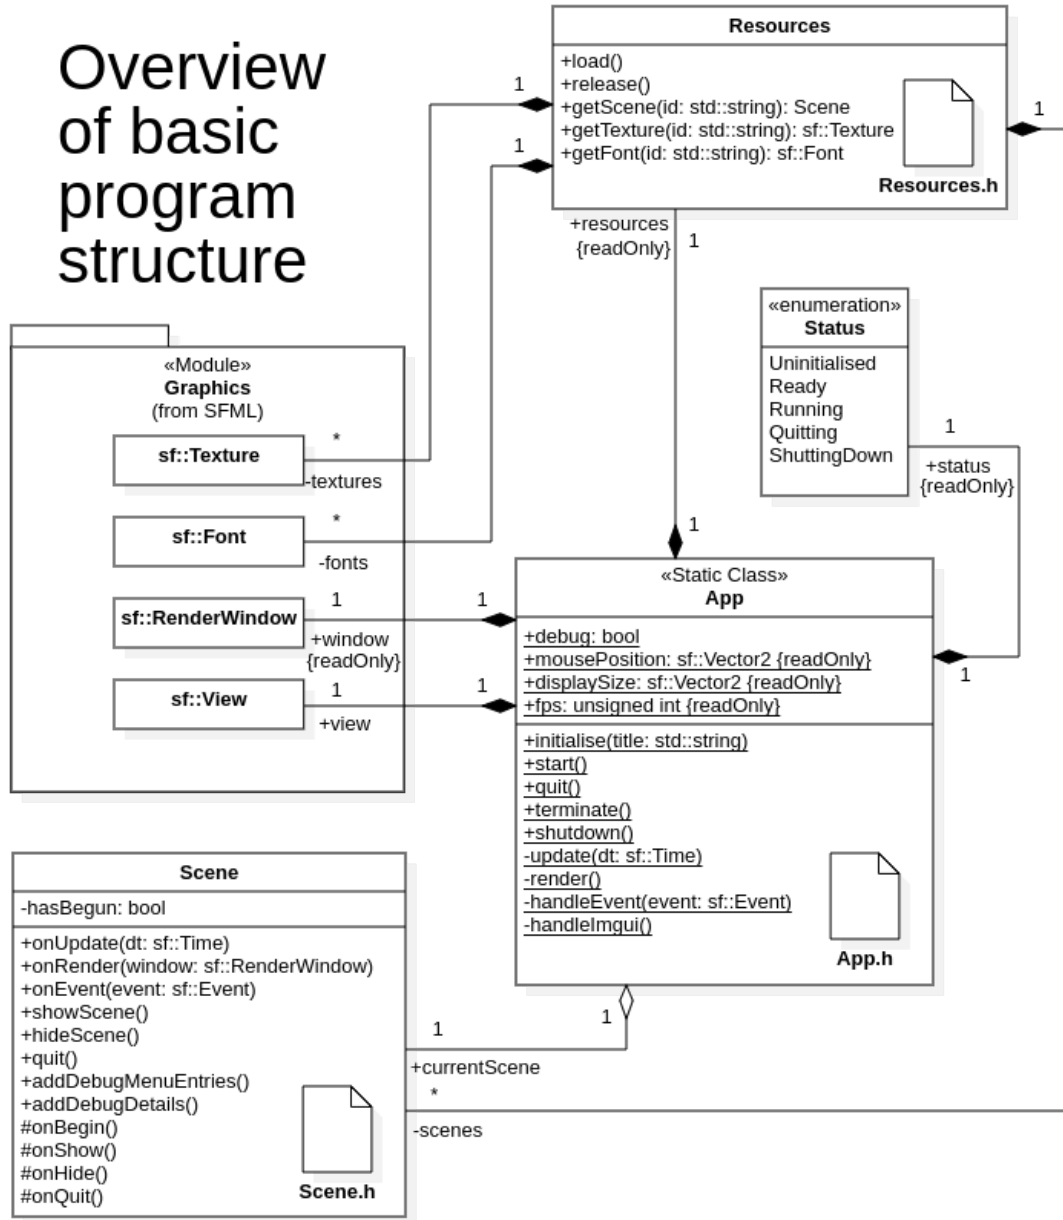 Overview
of basic
program
structure
Resources
+load()
+release()
+getScene(id: std::string): Scene
+getTexture(id: std::string): sf::Texture
+getFont(id: std::string): sf::Font
Resources.h
1
1
1
+resources
{readOnly}
1
«enumeration»
Status
Uninitialised
Ready
Running
Quitting
ShuttingDown
1
+status
{readOnly}
1
«Module»
Graphics
(from SFML)
sf::Texture
*
-textures
sf::Font
*
-fonts
sf::RenderWindow
1
+window
{readOnly}
1
sf::View
1
+view
1
1
«Static Class»
App
+debug: bool
+mousePosition: sf::Vector2 {readOnly}
+displaySize: sf::Vector2 {readOnly}
+fps: unsigned int {readOnly}
+initialise(title: std::string)
+start()
+quit()
+terminate()
+shutdown()
-update(dt: sf::Time)
-render()
-handleEvent(event: sf::Event)
-handleImgui()
App.h
1
Scene
-hasBegun: bool
+onUpdate(dt: sf::Time)
+onRender(window: sf::RenderWindow)
+onEvent(event: sf::Event)
+showScene()
+hideScene()
+quit()
+addDebugMenuEntries()
+addDebugDetails()
#onBegin()
#onShow()
#onHide()
#onQuit()
Scene.h
1
+currentScene
*
-scenes